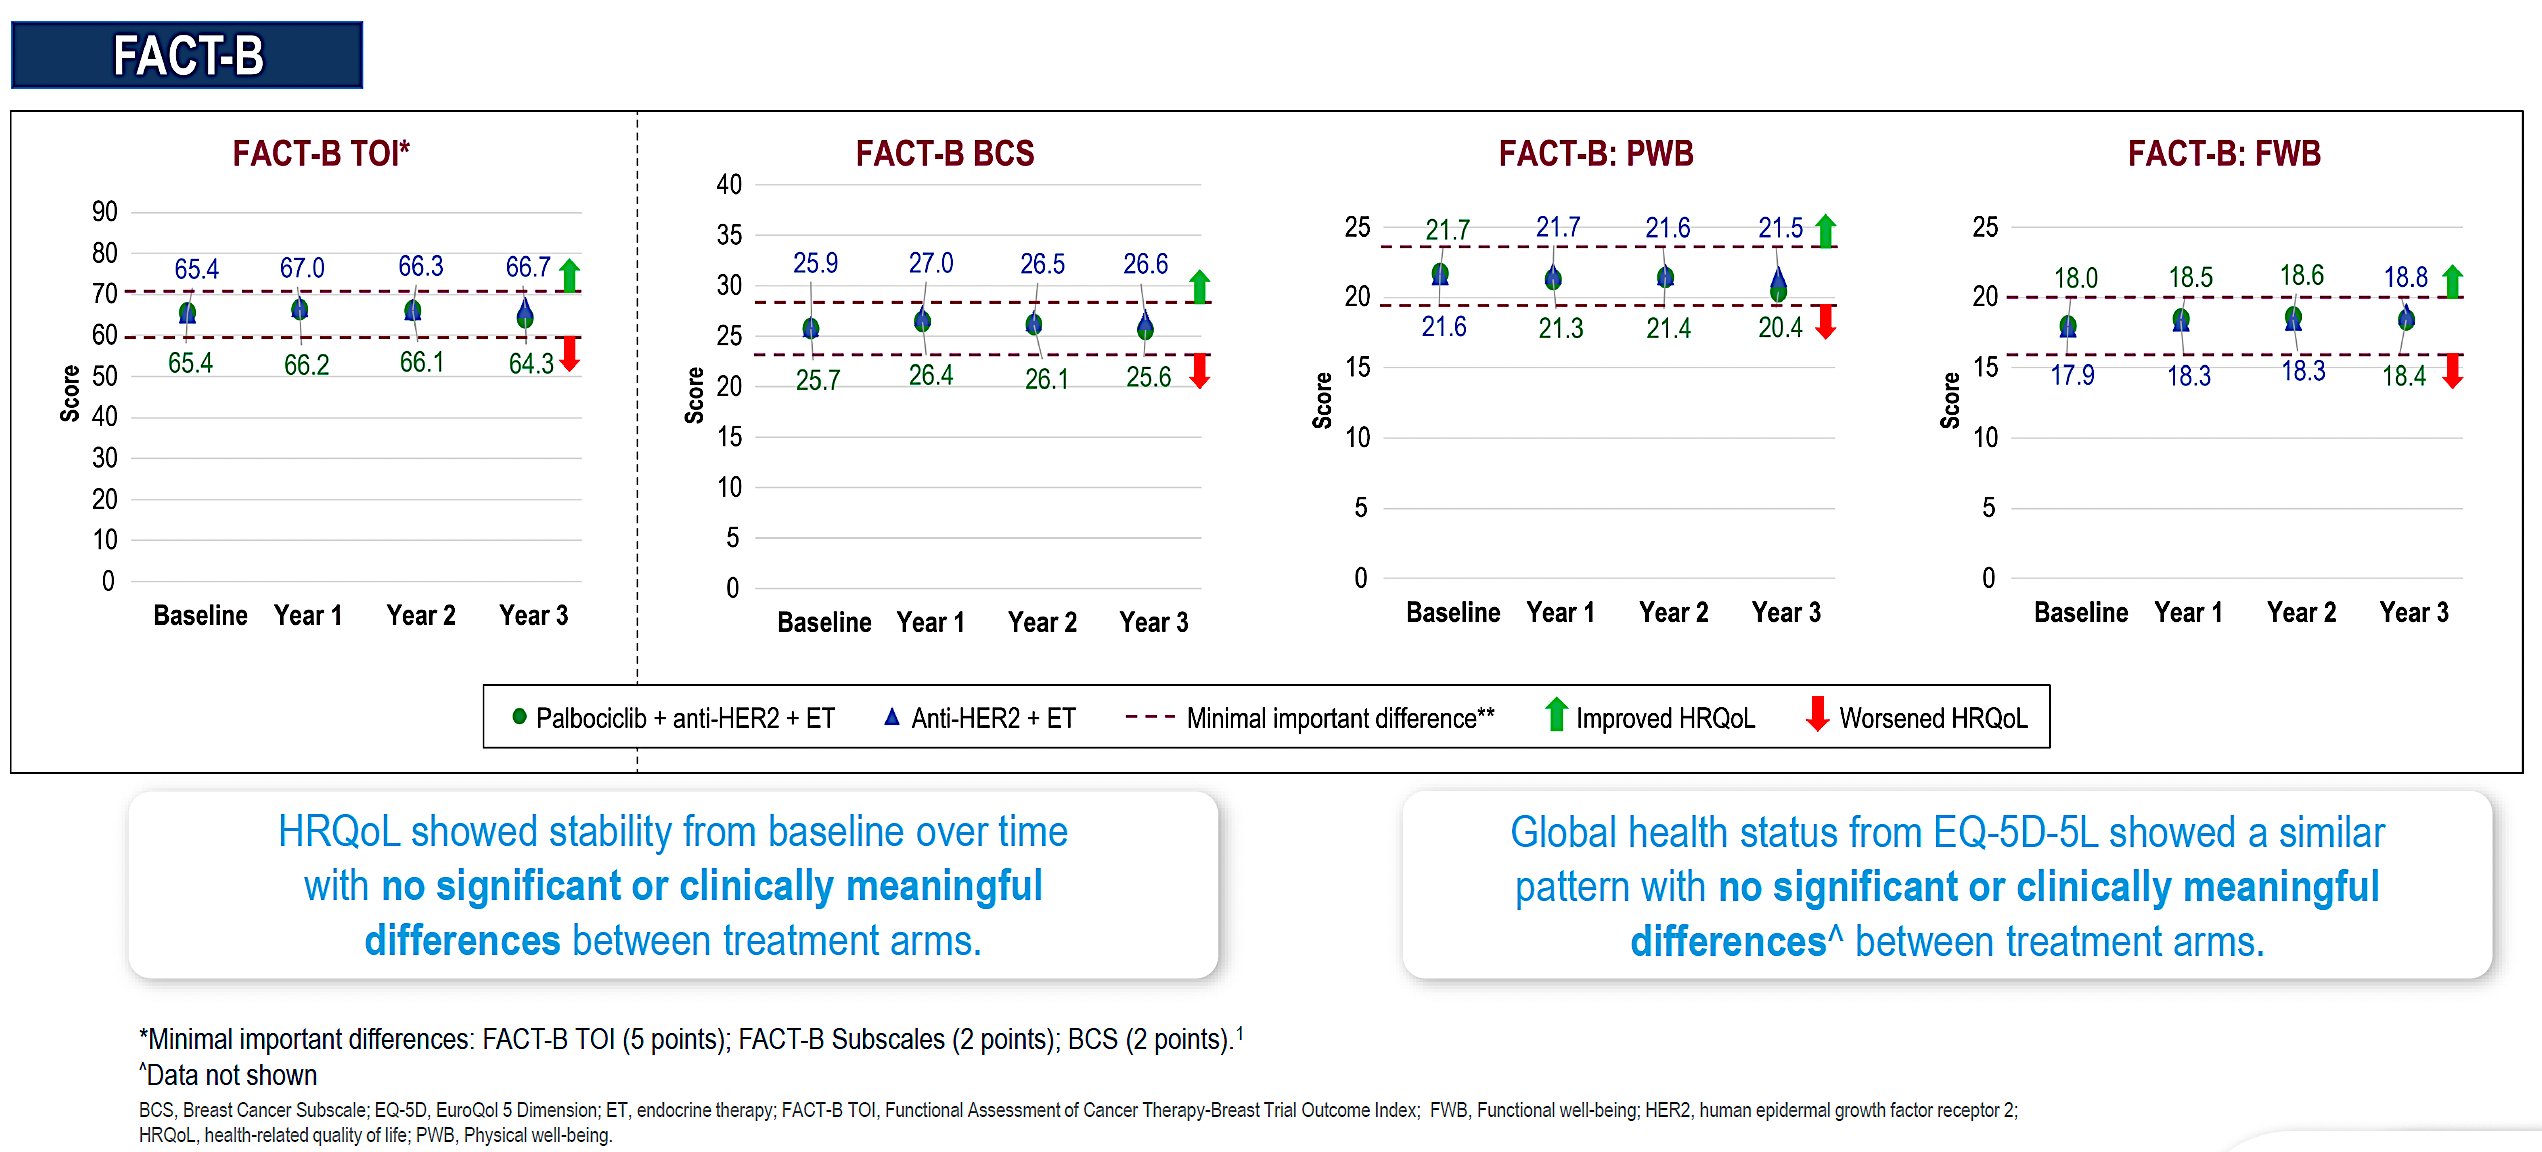 FACT-B
FACT-B TOI*
90
80
70
60
50
40
30
20
10
0
Score
65.4
67.0
66.3
66.7
65.4
66.2
66.1
64.3
Baseline Year 1 Year 2 Year 3
FACT-B BCS
40
35
30
25
20
15
10
5
0
Score
25.9
27.0
26.5
26.6
25.7
26.4
26.1
25.6
Baseline Year 1 Year 2 Year 3
FACT-B: PWB
25
20
15
10
5
0
Score
21.7
21.7
21.6
21.5
21.6
21.3
21.4
20.4
Baseline Year 1 Year 2 Year 3
FACT-B: FWB
25
20
15
10
5
0
Score
18.0
18.5
18.6
18.8
17.9
18.3
18.3
18.4
Baseline Year 1 Year 2 Year 3
Palbociclib + anti-HER2 + ET Anti-HER2 + ET Minimal important difference** Improved HRQoL Worsened HRQoL
HRQoL showed stability from baseline over time
with no significant or clinically meaningful
differences between treatment arms.
Global health status from EQ-5D-5L showed a similar
pattern with no significant or clinically meaningful
differences^ between treatment arms.
*Minimal important differences: FACT-B TOI (5 points); FACT-B Subscales (2 points); BCS (2 points).1
^Data not shown
BCS, Breast Cancer Subscale; EQ-5D, EuroQol 5 Dimension; ET, endocrine therapy; FACT-B TOI, Functional Assessment of Cancer Therapy-Breast Trial Outcome Index; FWB, Functional well-being; HER2, human epidermal growth factor receptor 2;
HRQoL, health-related quality of life; PWB, Physical well-being.